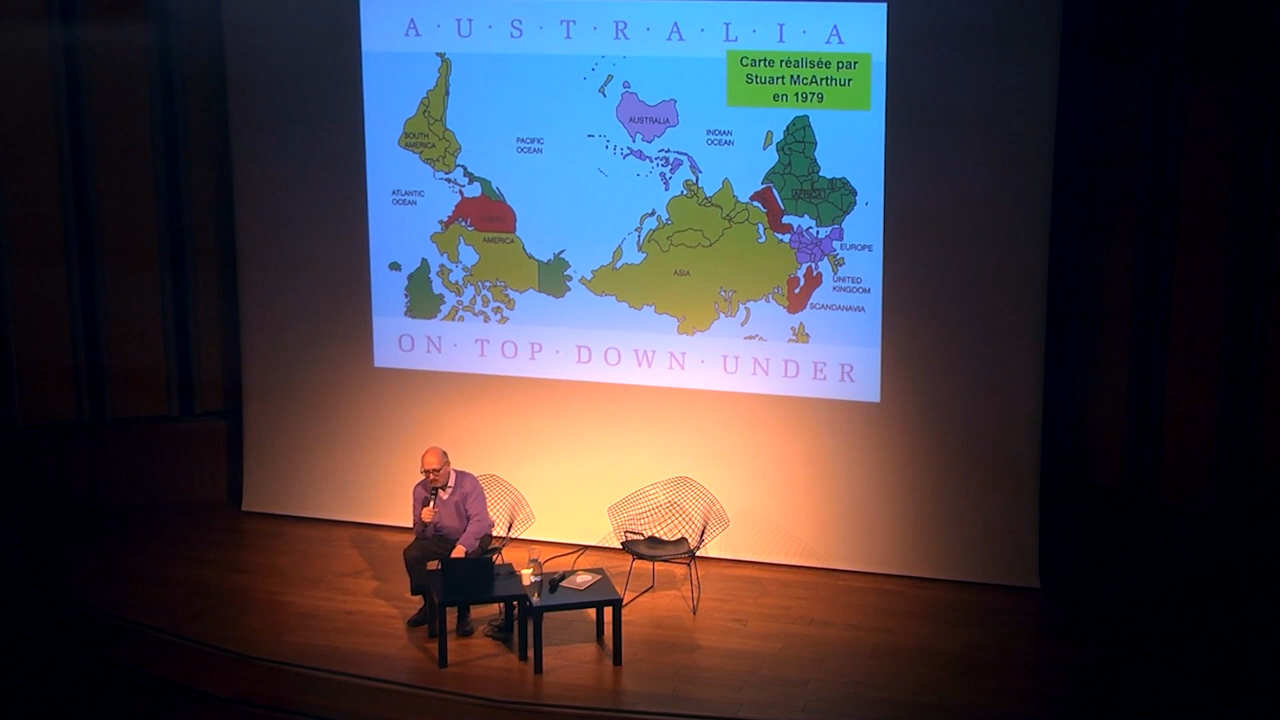 A·U·S·T·R·A·L·I·A
Carte réalisée par
Stuart McArthur
en 1979
SOUTH
AMERICA
PACIFIC
OCEAN
AUSTRALIA
INDIAN
OCEAN
ATLANTIC
OCEAN
AFRICA
AMERICA
EUROPE
ASIA
UNITED
KINGDOM
SCANDANAVIA
ON·TOP·DOWN·UNDER